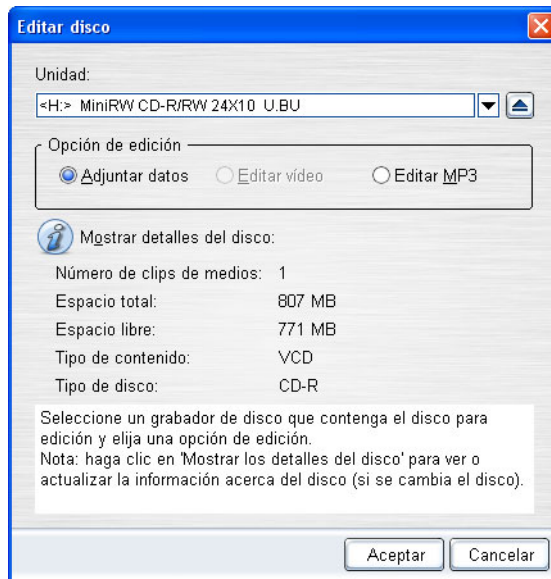 Editar disco
Unidad:
<H:> MiniRW CD-R/RW 24X10 U.BU
Opción de edición
Adjuntar datos Editar vídeo Editar MP3
Mostrar detalles del disco:
Número de clips de medios: 1
Espacio total: 807 MB
Espacio libre: 771 MB
Tipo de contenido: VCD
Tipo de disco: CD-R
Seleccione un grabador de disco que contenga el disco para
edición y elija una opción de edición.
Nota: haga clic en 'Mostrar los detalles del disco' para ver o
actualizar la información acerca del disco (si se cambia el disco).
Aceptar Cancelar